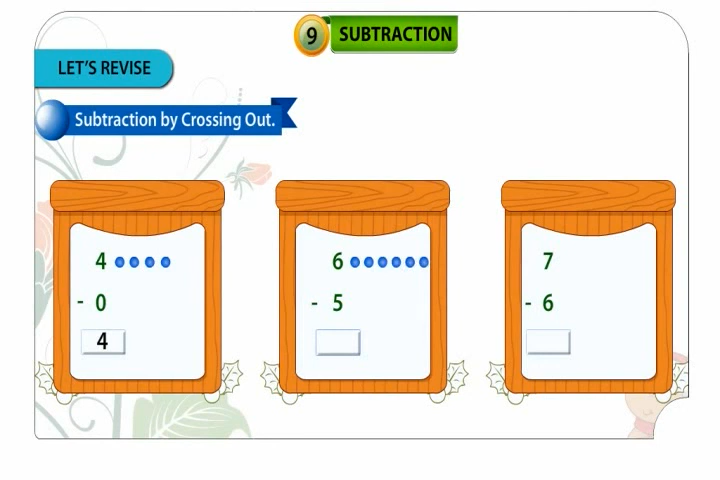 9 SUBTRACTION
LET'S REVISE
Subtraction by Crossing Out.
4
- 0
4
6
- 5
7
- 6